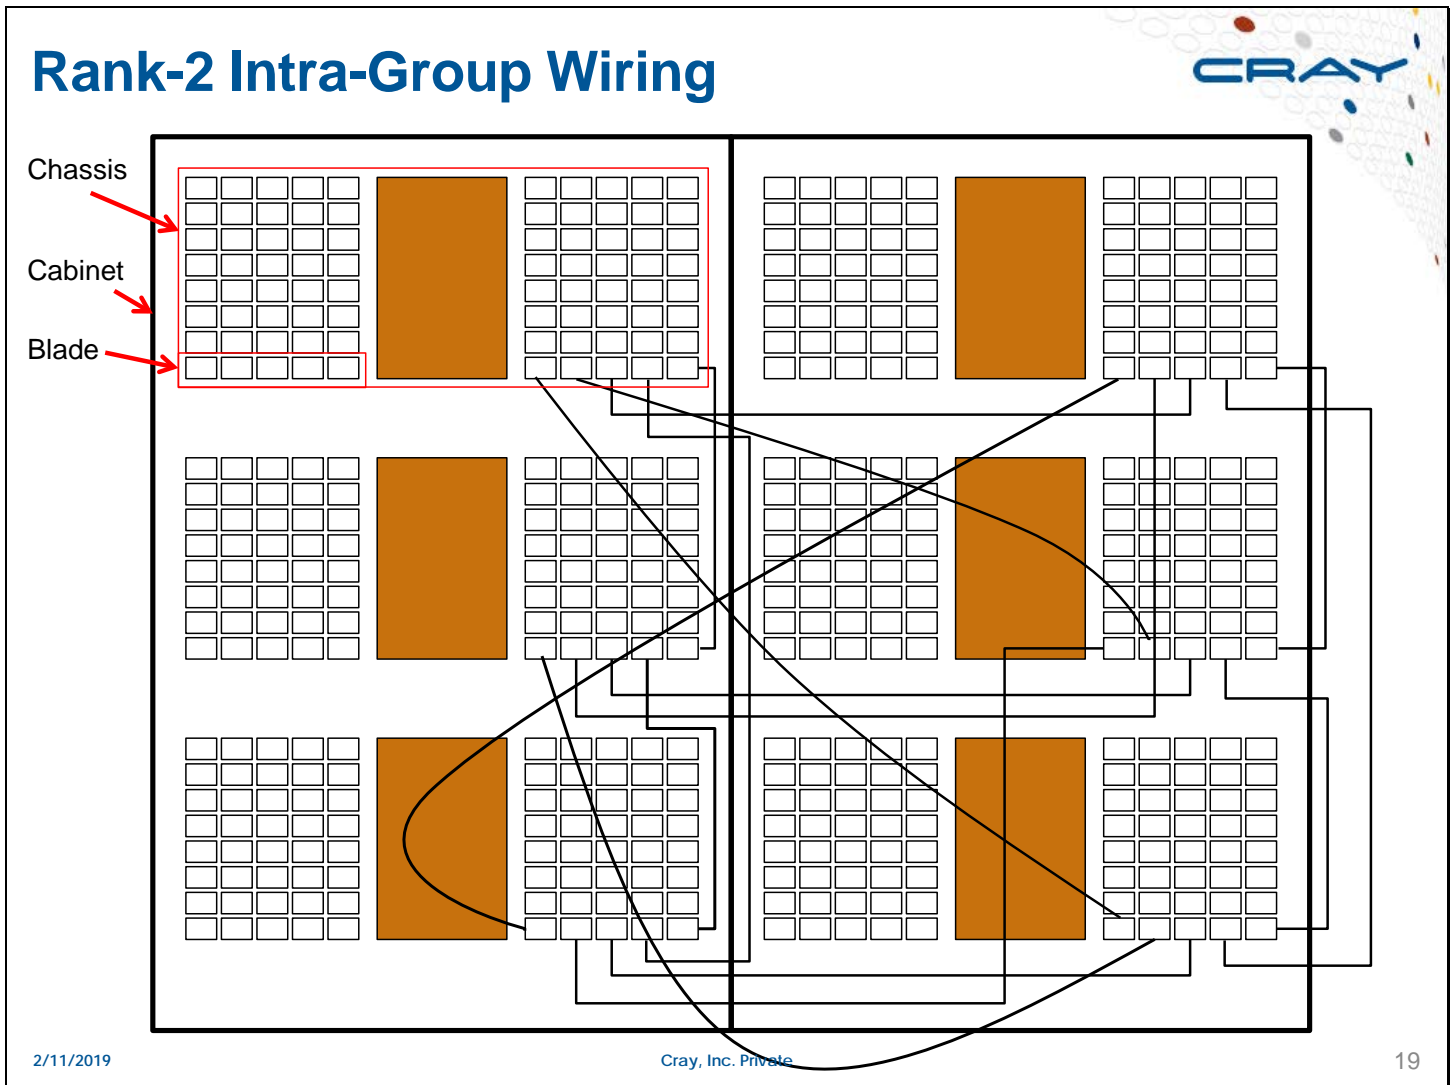 Rank-2 Intra-Group Wiring
CRAY
Chassis
Cabinet
Blade
2/11/2019
Cray, Inc. Private
19